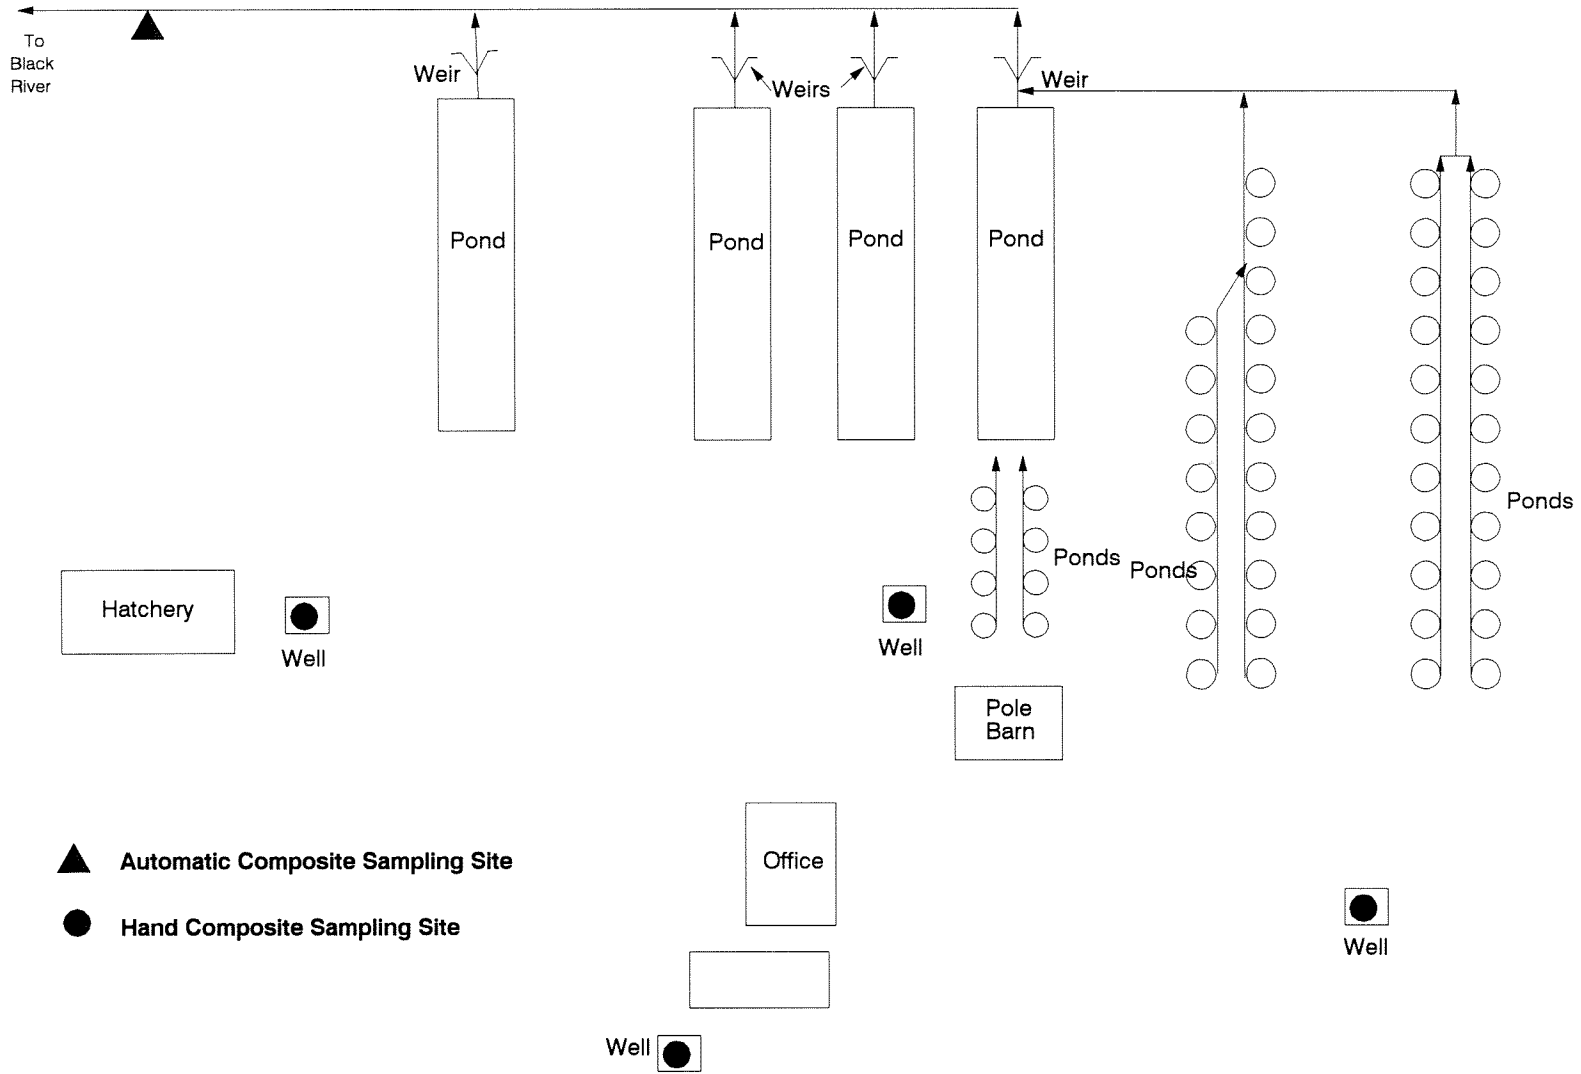 To
Black
River
Weir
Weirs
Weir
Pond
Pond
Pond
Pond
Ponds
Ponds
Ponds
Hatchery
Well
Well
Pole
Barn
Office
Automatic Composite Sampling Site
Hand Composite Sampling Site
Well
Well